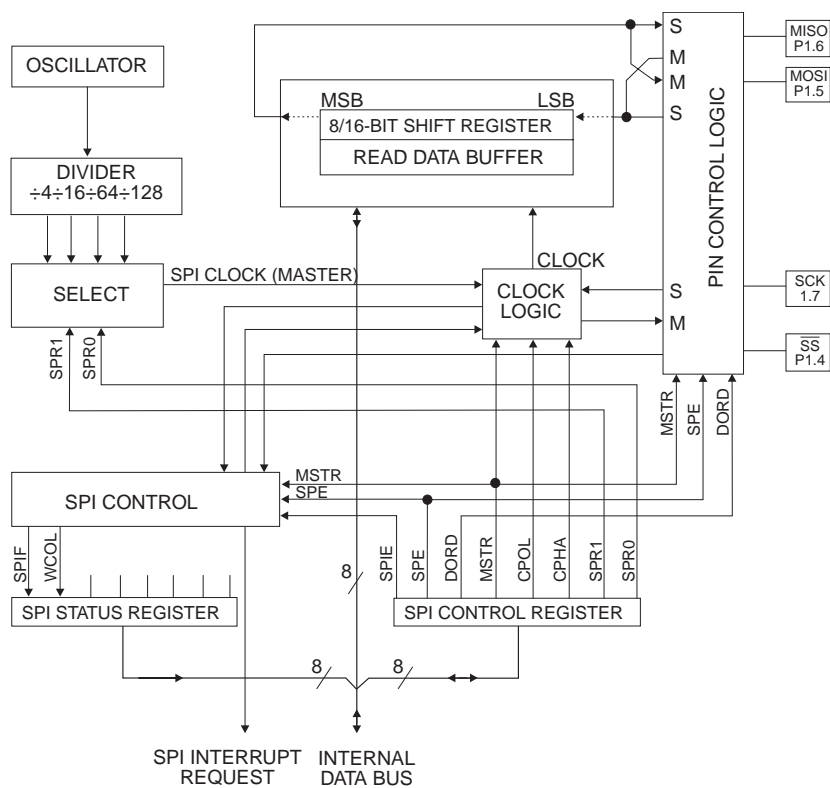 OSCILLATOR
DIVIDER
÷4÷16÷64÷128
SELECT
SPI CLOCK (MASTER)
SPR1
SPR0
MSB
LSB
8/16-BIT SHIFT REGISTER
READ DATA BUFFER
CLOCK
CLOCK
LOGIC
S
M
M
S
S
M
PIN CONTROL LOGIC
MISO
P1.6
MOSI
P1.5
SCK
1.7
SS
P1.4
MSTR
SPE
DORD
SPI CONTROL
MSTR
SPE
SPIF
WCOL
SPI STATUS REGISTER
8
SPIE
SPE
DORD
MSTR
CPOL
CPHA
SPR1
SPR0
SPI CONTROL REGISTER
8
8
SPI INTERRUPT
REQUEST
INTERNAL
DATA BUS